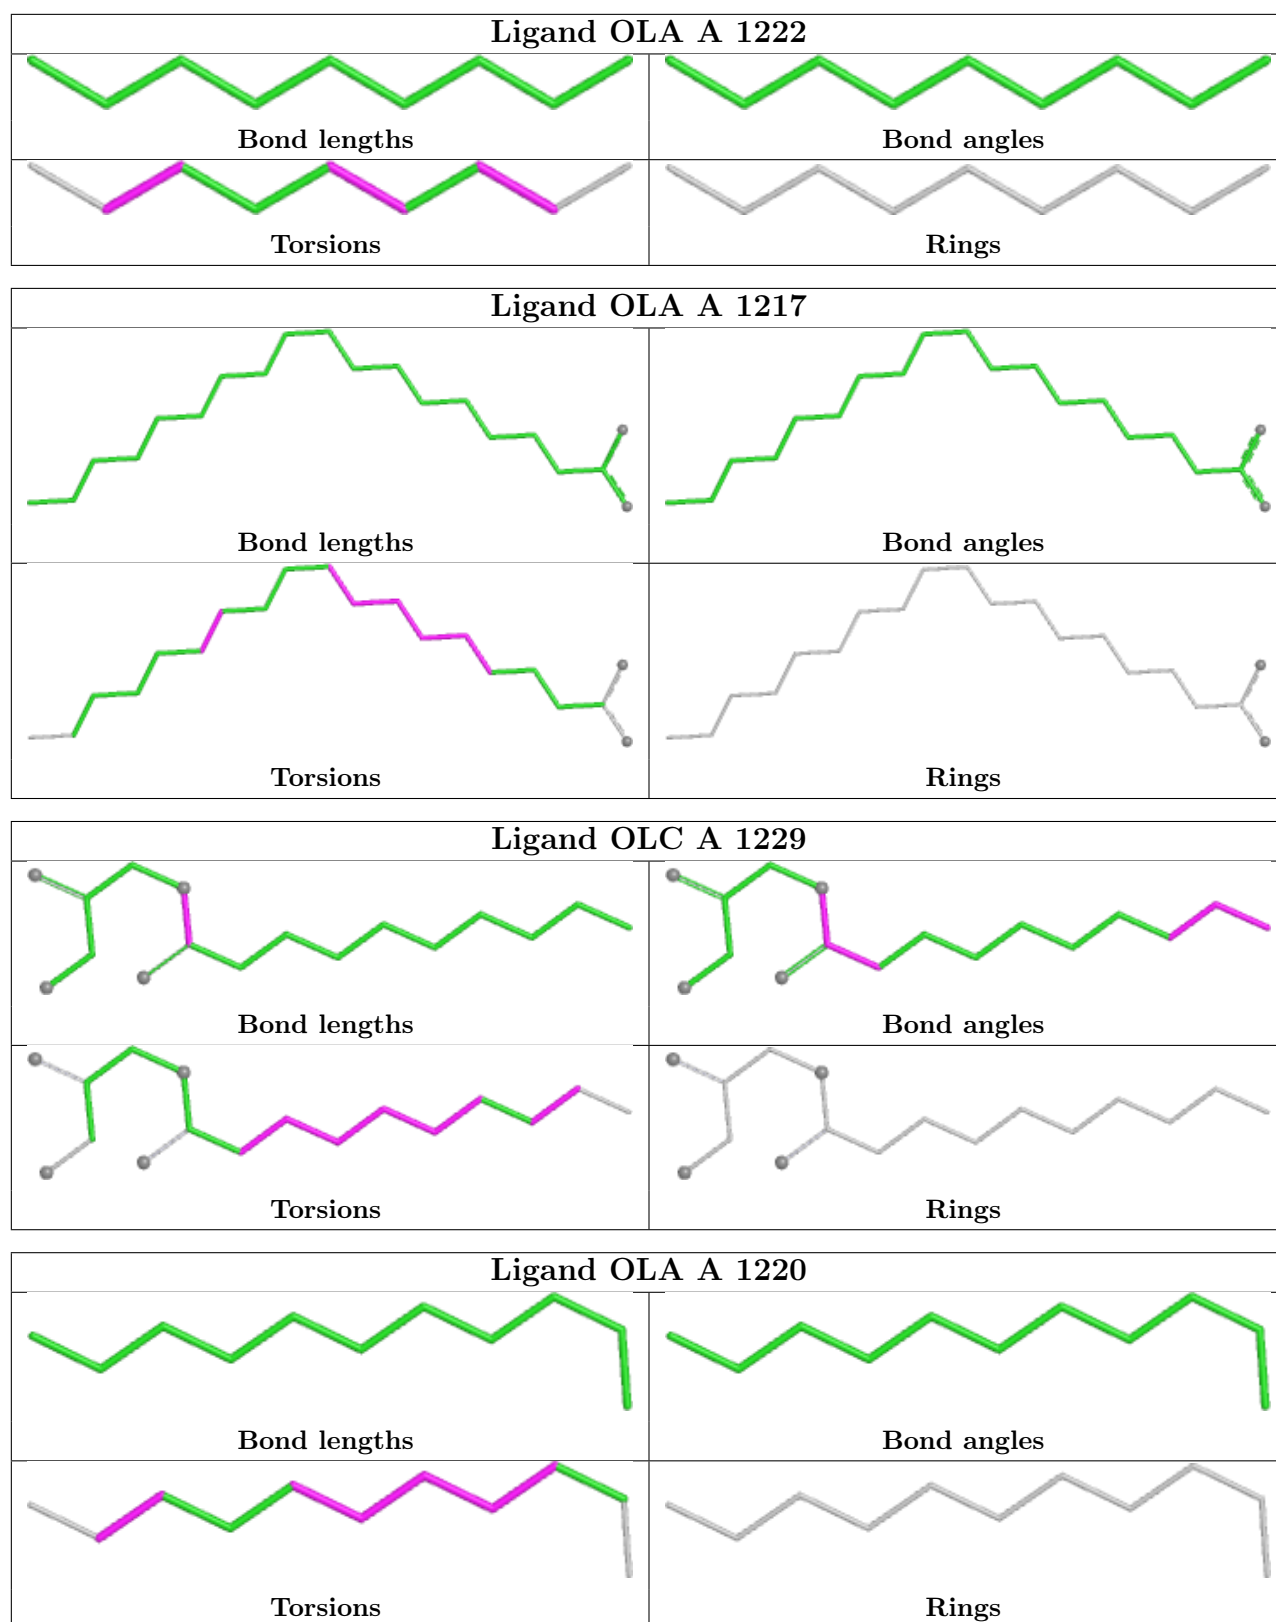 Ligand OLA A 1222
Bond lengths
Bond angles
Torsions
Rings
Ligand OLA A 1217
Bond lengths
Bond angles
Torsions
Rings
Ligand OLC A 1229
Bond lengths
Bond angles
Torsions
Rings
Ligand OLA A 1220
Bond lengths
Bond angles
Torsions
Rings